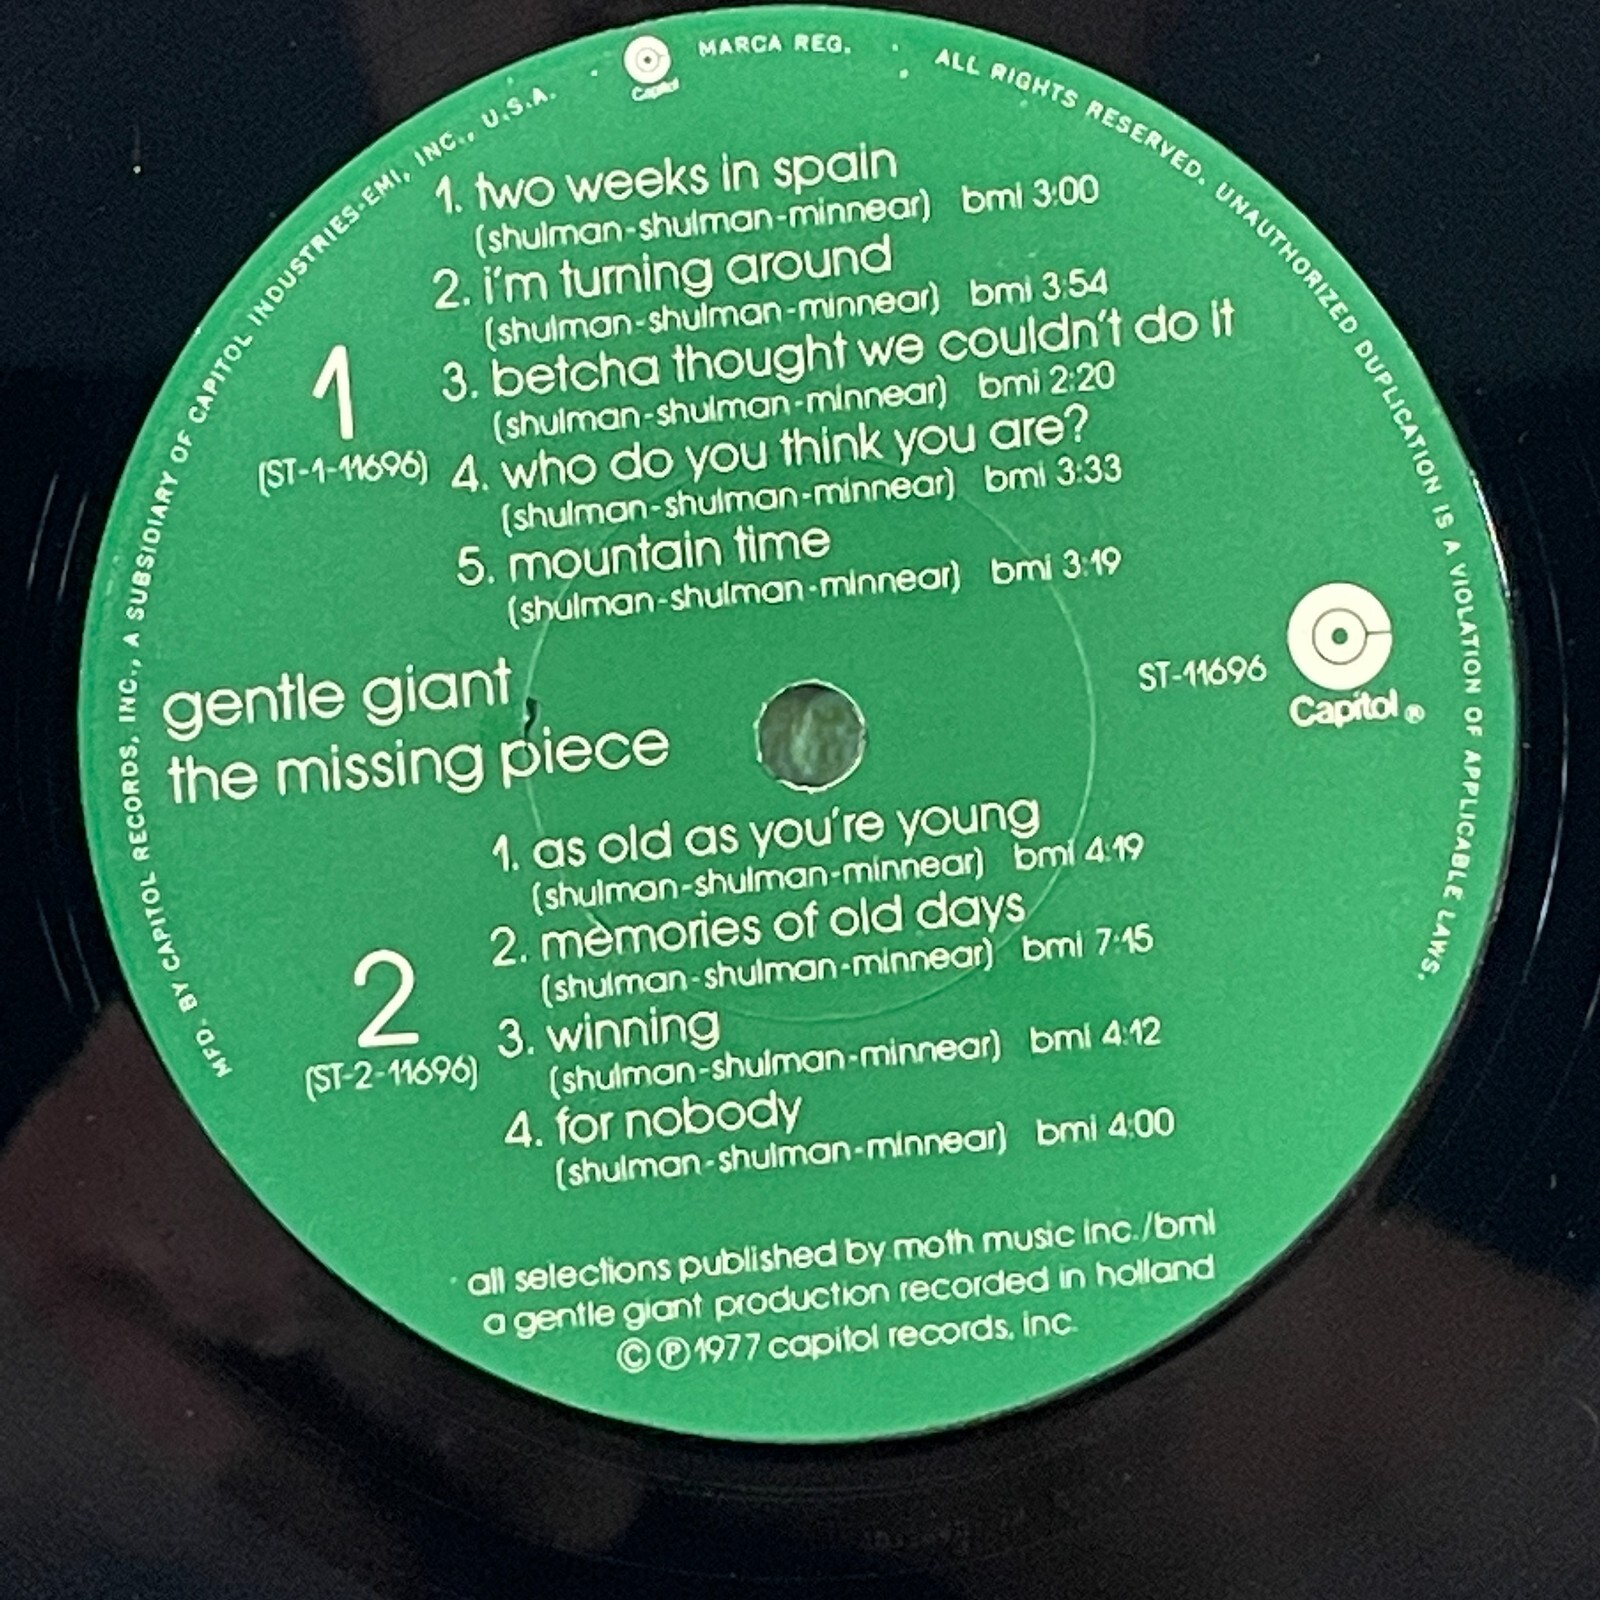 MFD. BY CAPITOL RECORDS, INC., A SUBSIDIARY OF CAPITOL INDUSTRIES-EMI, INC., U.S.A.
Capitol
MARCA REG.
ALL RIGHTS RESERVED. UNAUTHORIZED DUPLICATION IS A VIOLATION OF APPLICABLE LAWS.
1
(ST-1-11696)
1. two weeks in spain
(shulman-shulman-minnear) bmi 3:00
2. i'm turning around
(shulman-shulman-minnear) bmi 3:54
3. betcha thought we couldn't do it
(shulman-shulman-minnear) bmi 2:20
4. who do you think you are?
(shulman-shulman-minnear) bmi 3:33
5. mountain time
(shulman-shulman-minnear) bmi 3:19
gentle giant
the missing piece
ST-11696
Capitol ®
2
(ST-2-11696)
1. as old as you're young
(shulman-shulman-minnear) bmi 4:19
2. memories of old days
(shulman-shulman-minnear) bmi 7:15
3. winning
(shulman-shulman-minnear) bmi 4:12
4. for nobody
(shulman-shulman-minnear) bmi 4:00
all selections published by moth music inc./bmi
a gentle giant production recorded in holland
© ℗ 1977 capitol records, inc.